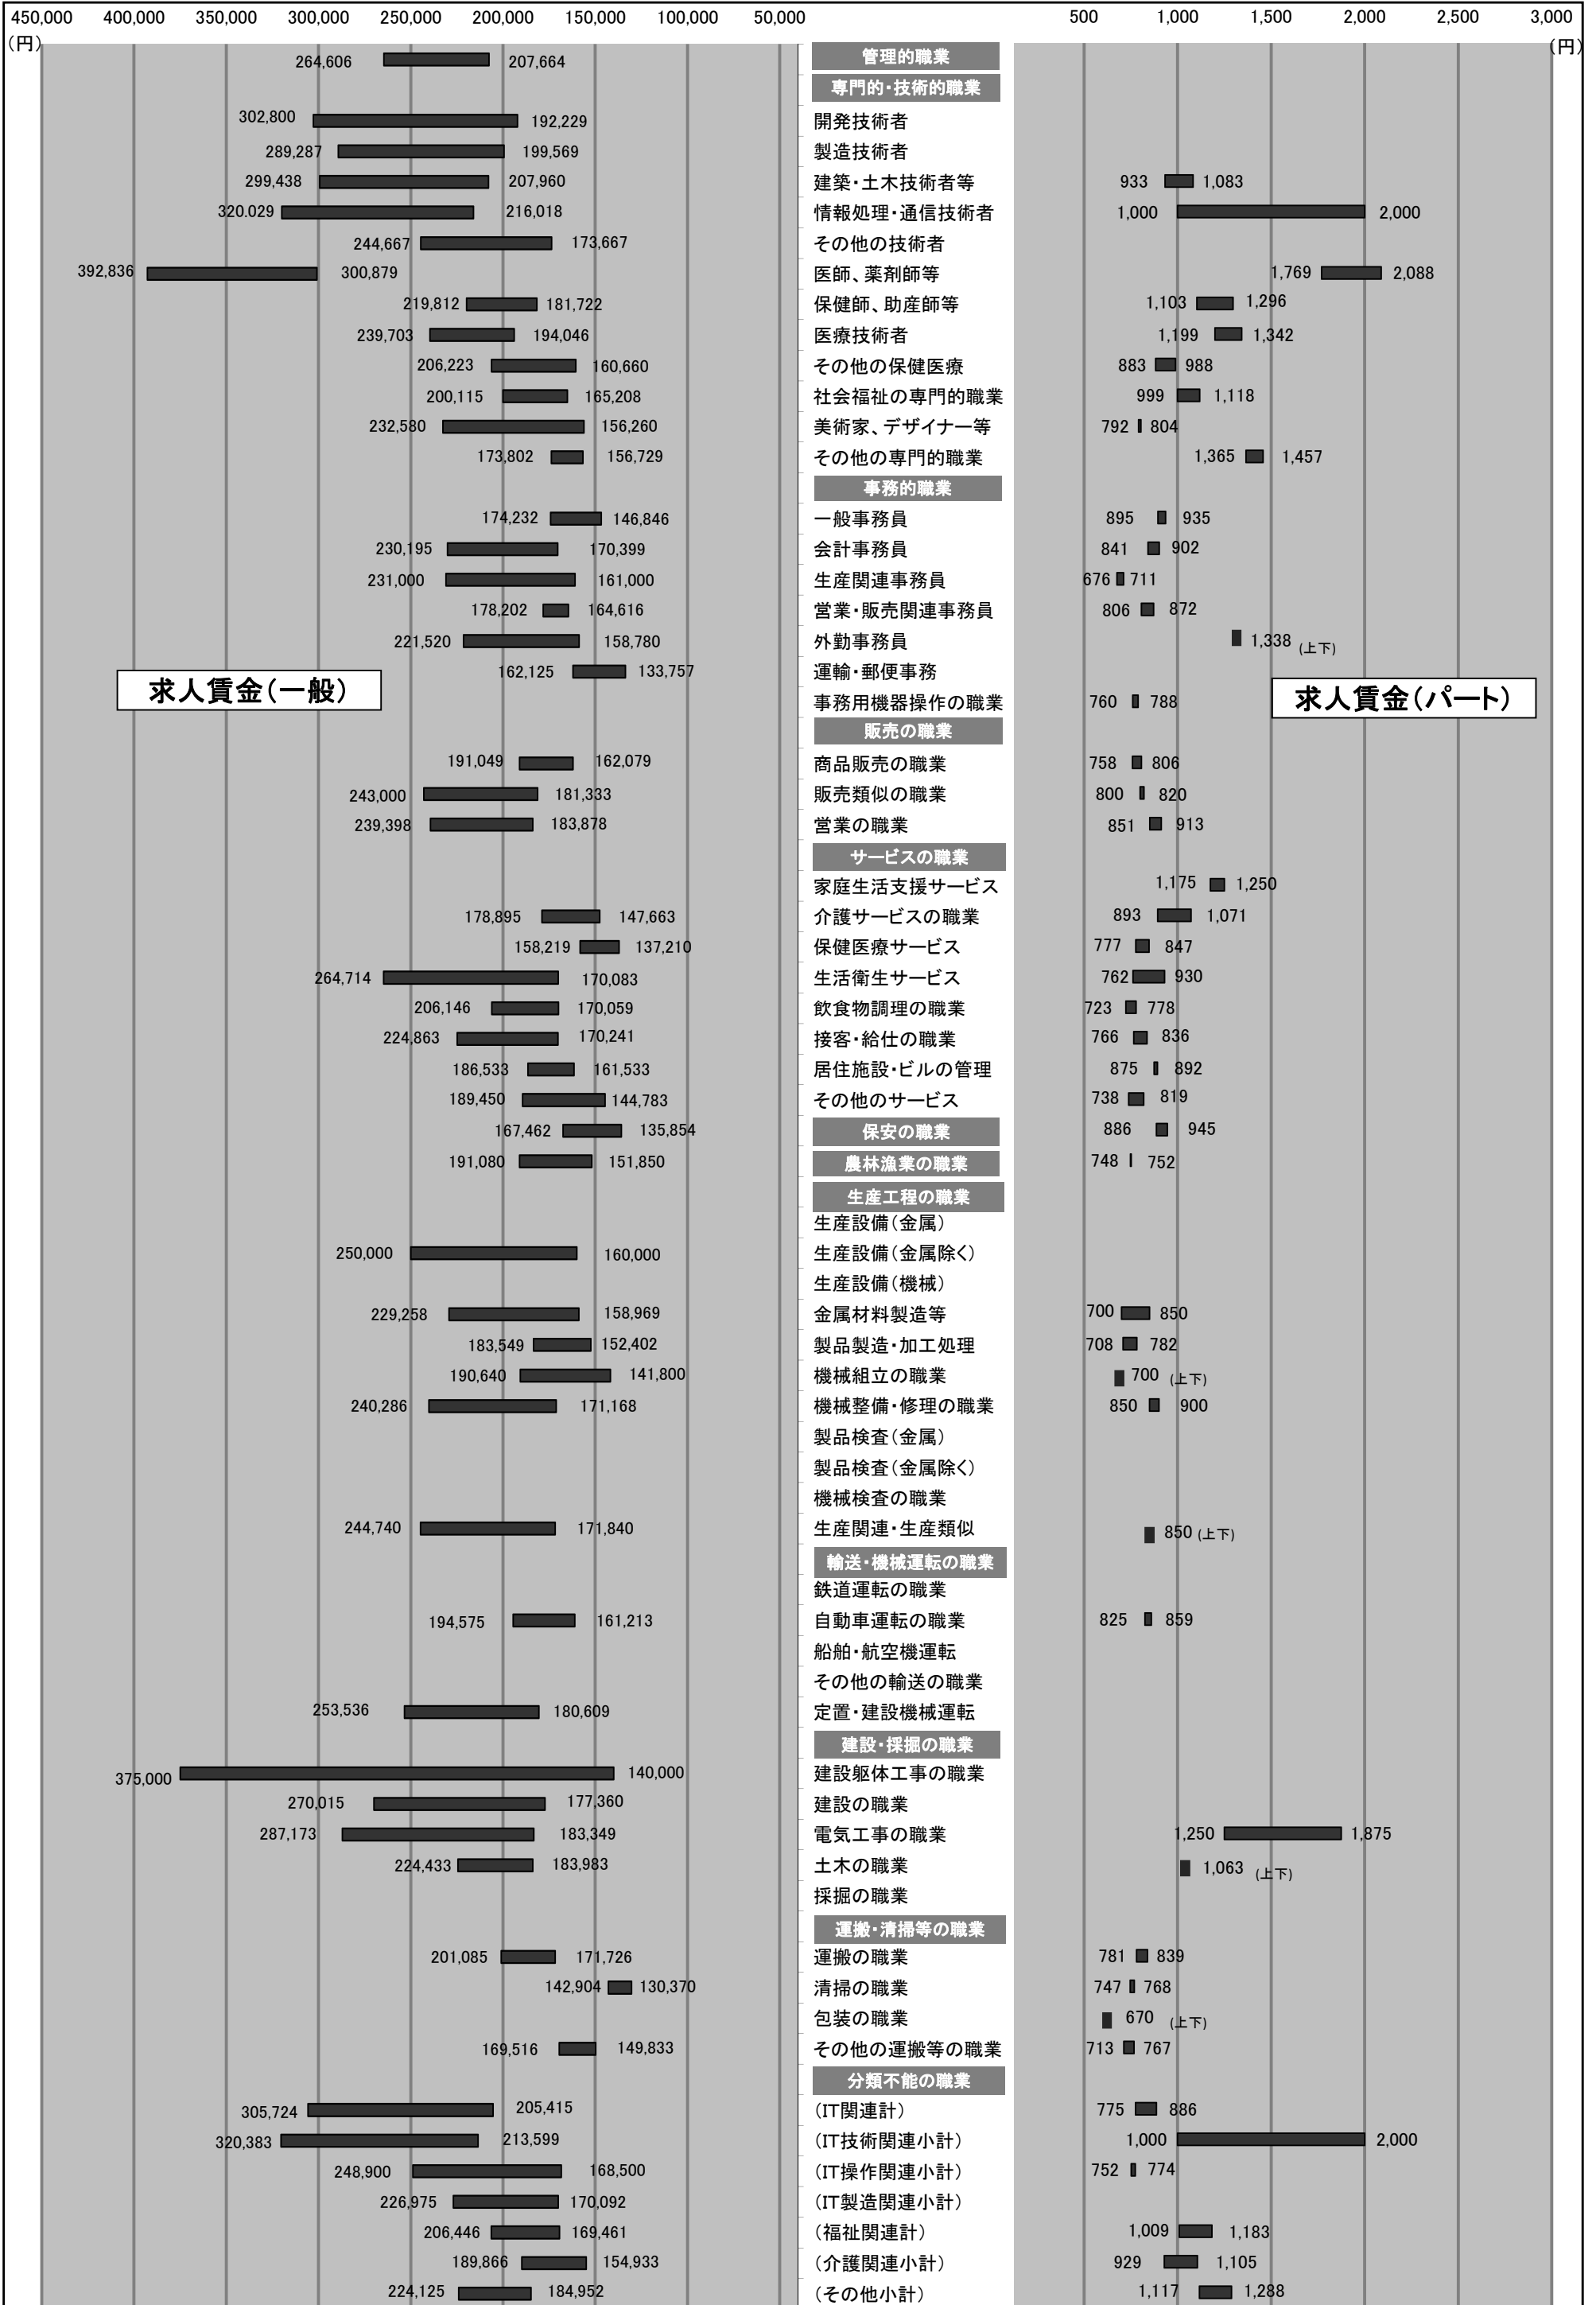 450,000 400,000 350,000 300,000 250,000 200,000 150,000 100,000 50,000 500 1,000 1,500 2,000 2,500 3,000
(円) (円)
264,606 207,664 管理的職業
専門的・技術的職業
302,800 192,229 開発技術者
289,287 199,569 製造技術者
299,438 207,960 建築・土木技術者等 933 1,083
320.029 216,018 情報処理・通信技術者 1,000 2,000
244,667 173,667 その他の技術者
392,836 300,879 医師、薬剤師等 1,769 2,088
219,812 181,722 保健師、助産師等 1,103 1,296
239,703 194,046 医療技術者 1,199 1,342
206,223 160,660 その他の保健医療 883 988
200,115 165,208 社会福祉の専門的職業 999 1,118
232,580 156,260 美術家、デザイナー等 792 804
173,802 156,729 その他の専門的職業 1,365 1,457
事務的職業
174,232 146,846 一般事務員 895 935
230,195 170,399 会計事務員 841 902
231,000 161,000 生産関連事務員 676 711
178,202 164,616 営業・販売関連事務員 806 872
221,520 158,780 外勤事務員 1,338 (上下)
162,125 133,757 運輸・郵便事務
求人賃金(一般) 求人賃金(パート)
事務用機器操作の職業 760 788
販売の職業
191,049 162,079 商品販売の職業 758 806
243,000 181,333 販売類似の職業 800 820
239,398 183,878 営業の職業 851 913
サービスの職業
家庭生活支援サービス 1,175 1,250
178,895 147,663 介護サービスの職業 893 1,071
158,219 137,210 保健医療サービス 777 847
264,714 170,083 生活衛生サービス 762 930
206,146 170,059 飲食物調理の職業 723 778
224,863 170,241 接客・給仕の職業 766 836
186,533 161,533 居住施設・ビルの管理 875 892
189,450 144,783 その他のサービス 738 819
167,462 135,854 保安の職業 886 945
191,080 151,850 農林漁業の職業 748 752
生産工程の職業
生産設備(金属)
250,000 160,000 生産設備(金属除く)
生産設備(機械)
229,258 158,969 金属材料製造等 700 850
183,549 152,402 製品製造・加工処理 708 782
190,640 141,800 機械組立の職業 700 (上下)
240,286 171,168 機械整備・修理の職業 850 900
製品検査(金属)
製品検査(金属除く)
機械検査の職業
244,740 171,840 生産関連・生産類似 850 (上下)
輸送・機械運転の職業
鉄道運転の職業
194,575 161,213 自動車運転の職業 825 859
船舶・航空機運転
その他の輸送の職業
253,536 180,609 定置・建設機械運転
建設・採掘の職業
375,000 140,000 建設躯体工事の職業
270,015 177,360 建設の職業
287,173 183,349 電気工事の職業 1,250 1,875
224,433 183,983 土木の職業 1,063 (上下)
採掘の職業
運搬・清掃等の職業
201,085 171,726 運搬の職業 781 839
142,904 130,370 清掃の職業 747 768
包装の職業 670 (上下)
169,516 149,833 その他の運搬等の職業 713 767
分類不能の職業
305,724 205,415 (IT関連計) 775 886
320,383 213,599 (IT技術関連小計) 1,000 2,000
248,900 168,500 (IT操作関連小計) 752 774
226,975 170,092 (IT製造関連小計)
206,446 169,461 (福祉関連計) 1,009 1,183
189,866 154,933 (介護関連小計) 929 1,105
224,125 184,952 (その他小計) 1,117 1,288